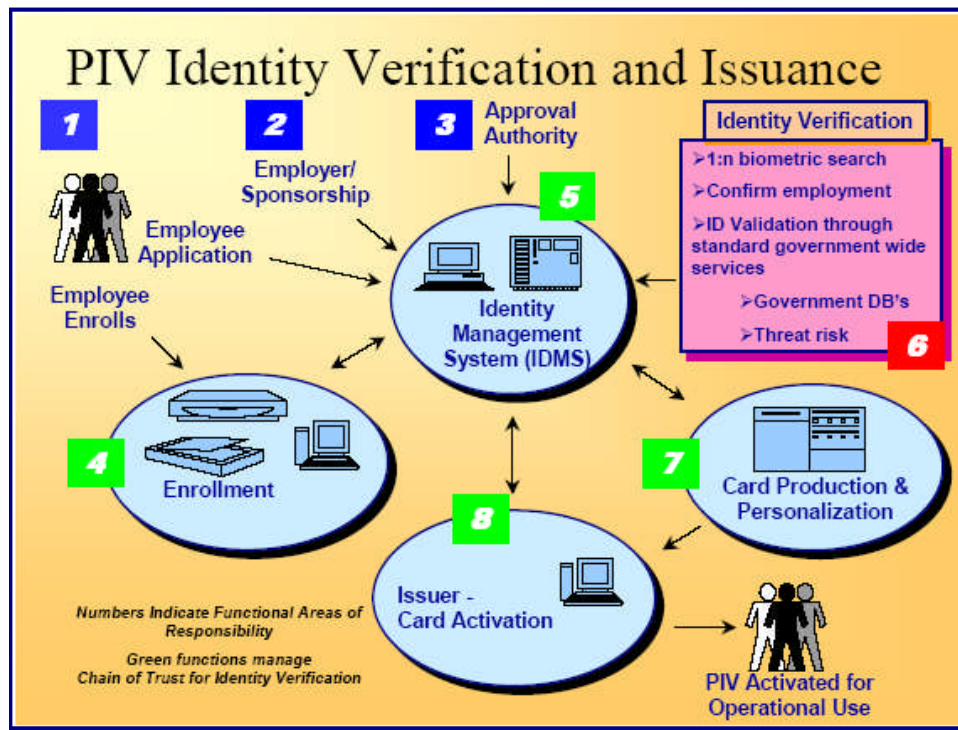 PIV Identity Verification and Issuance
1
2
3
Approval
Authority
Identity Verification
➢1:n biometric search
➢Confirm employment
➢ID Validation through
standard government wide
services
➢Government DB's
➢Threat risk
6
Employer/
Sponsorship
Employee
Application
Employee
Enrolls
5
Identity
Management
System (IDMS)
4
Enrollment
7
Card Production &
Personalization
8
Issuer -
Card Activation
Numbers Indicate Functional Areas of
Responsibility
Green functions manage
Chain of Trust for Identity Verification
PIV Activated for
Operational Use